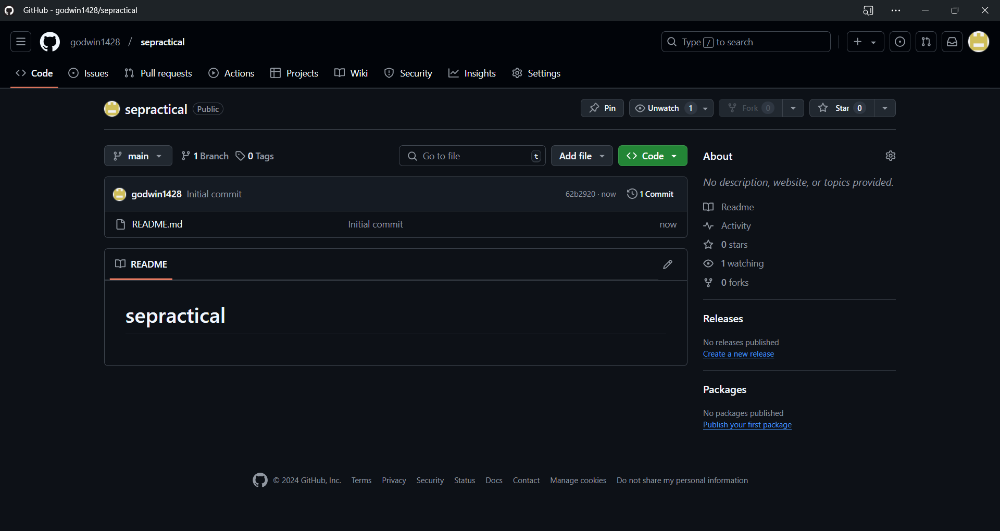 GitHub - godwin1428/sepractical
godwin1428 / sepractical
Type / to search
Code Issues Pull requests Actions Projects Wiki Security Insights Settings
sepractical Public
Pin Unwatch 1 Fork 0 Star 0
main 1 Branch 0 Tags
Go to file t Add file Code
godwin1428 Initial commit 62b2920 · now 1 Commit
README.md Initial commit now
README
sepractical
About
No description, website, or topics provided.
Readme
Activity
0 stars
1 watching
0 forks
Releases
No releases published
Create a new release
Packages
No packages published
Publish your first package
© 2024 GitHub, Inc. Terms Privacy Security Status Docs Contact Manage cookies Do not share my personal information